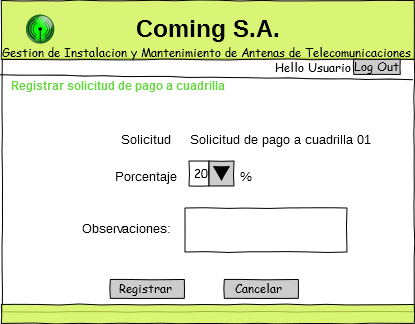 Coming S.A.
Gestion de Instalacion y Mantenimiento de Antenas de Telecomunicaciones
Hello Usuario Log Out
Registrar solicitud de pago a cuadrilla
Solicitud Solicitud de pago a cuadrilla 01
Porcentaje 20 %
Observaciones:
Registrar Cancelar